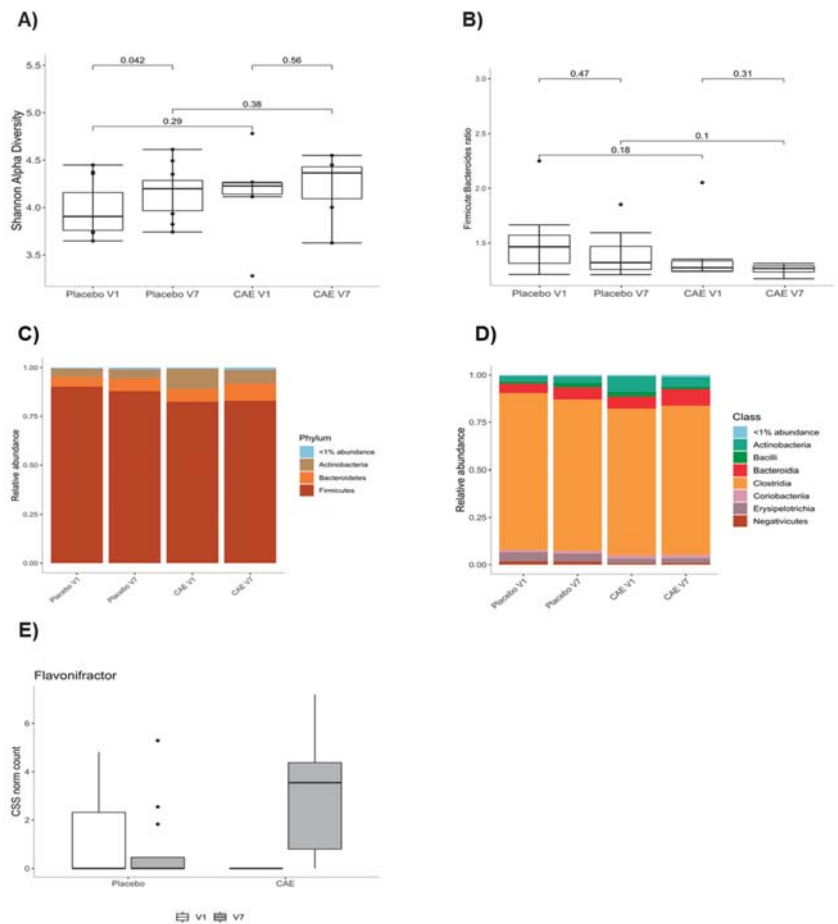 A)
5.5
5.0
4.5
4.0
3.5
Shannon Alpha Diversity
0.042
0.56
0.38
0.29
Placebo V1 Placebo V7 CAE V1 CAE V7
B)
3.0
2.5
2.0
1.5
Firmicute:Bacteroides ratio
0.47
0.31
0.1
0.18
Placebo V1 Placebo V7 CAE V1 CAE V7
C)
1.00
0.75
0.50
0.25
0.00
Relative abundance
Placebo V1
Placebo V7
CAE V1
CAE V7
Phylum
<1% abundance
Actinobacteria
Bacteroidetes
Firmicutes
D)
1.00
0.75
0.50
0.25
0.00
Relative abundance
Placebo V1
Placebo V7
CAE V1
CAE V7
Class
<1% abundance
Actinobacteria
Bacilli
Bacteroidia
Clostridia
Coriobacteriia
Erysipelotrichia
Negativicutes
E)
Flavonifractor
6
4
2
0
CSS norm count
Placebo CAE
V1 V7